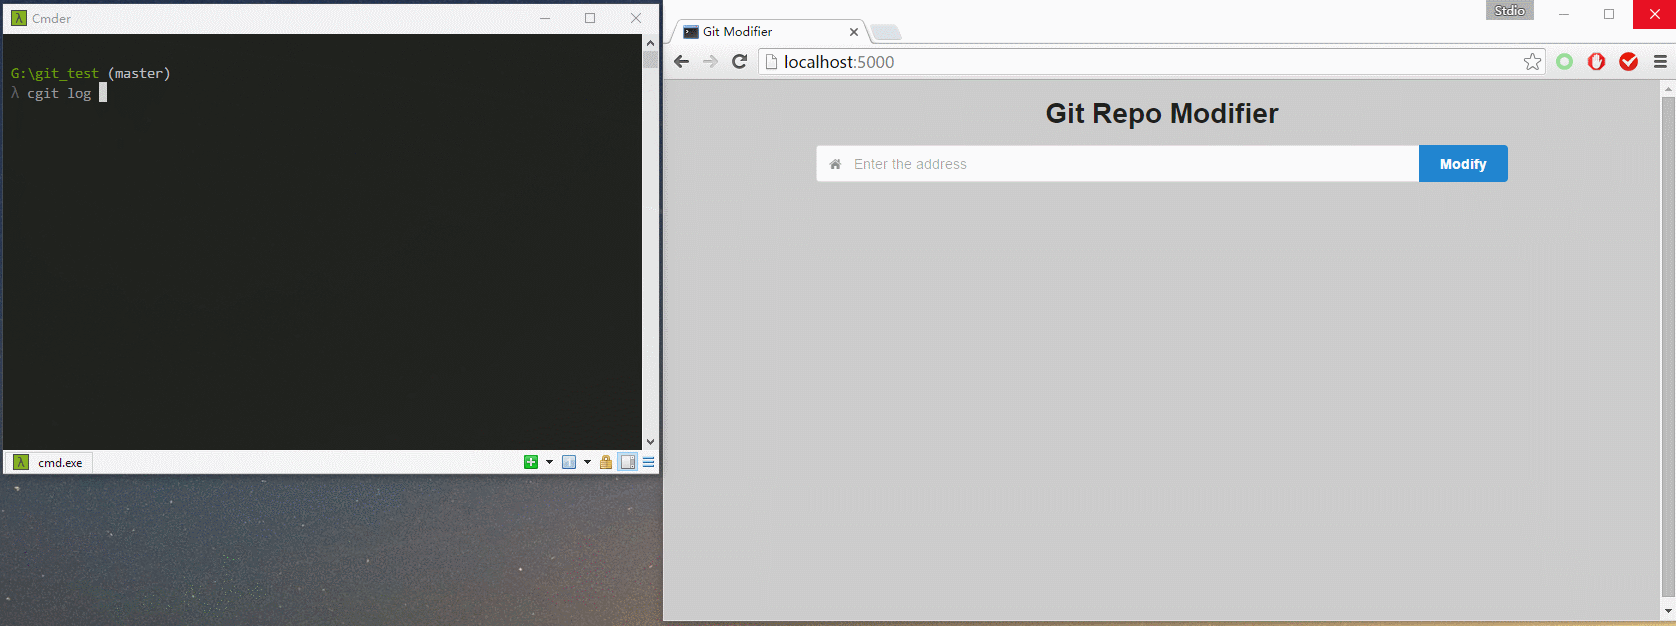 Cmder
G:\git_test (master)
λ cgit log
cmd.exe
Stdio
Git Modifier
localhost:5000
Git Repo Modifier
Enter the address
Modify